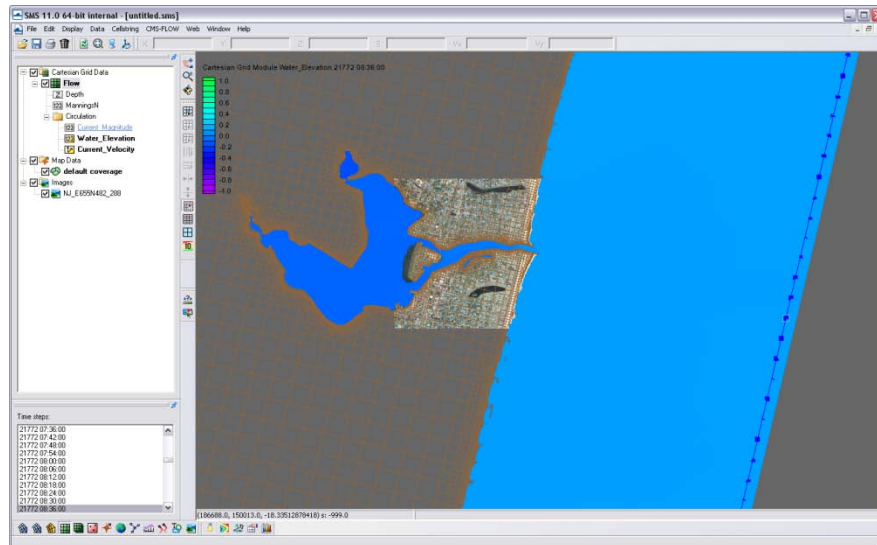 SMS 11.0 64-bit internal - [untitled.sms]
File Edit Display Data Cellstring CMS-FLOW Web Window Help
X: Y: Z: S: Vx Vy
Cartesian Grid Data
Flow
Depth
ManningsN
Circulation
Current_Magnitude
Water_Elevation
Current_Velocity
Map Data
default coverage
Images
NJ_E655N482_288
Cartesian Grid Module Water_Elevation 21772 08:36:00
1.0
0.8
0.6
0.4
0.2
0.0
-0.2
-0.4
-0.6
-0.8
-1.0
Time steps:
21772 07:36:00
21772 07:42:00
21772 07:48:00
21772 07:54:00
21772 08:00:00
21772 08:06:00
21772 08:12:00
21772 08:18:00
21772 08:24:00
21772 08:30:00
21772 08:36:00
(186688.0, 150013.0, -18.33512878418) s: -999.0